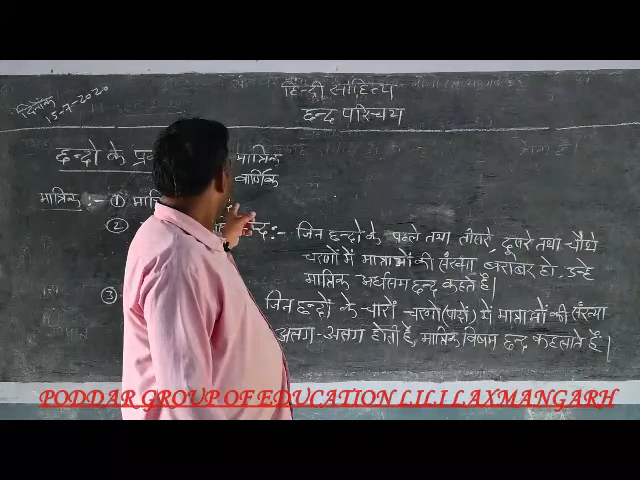 हिन्दी साहित्य
दिनाँक
15-7-2020
छन्द परिचय
छन्दो के प्र
मात्रिक
वार्णिक
मात्रिक :- ① मात्रि
② न्द :- जिन छन्दों के पहले तथा तीसरे, दूसरे तथा चौथे
चरणों में मात्राओं की संख्या बराबर हो, उन्हे
मात्रिक अर्धसम छन्द कहते हैं।
③ जिन छन्दों के चारों चरणों (पादों) में मात्राओं की संख्या
अलग-अलग होती है, मात्रिक विषम छन्द कहलाते हैं।
PODDAR GROUP OF EDUCATION LILI LAXMANGARH